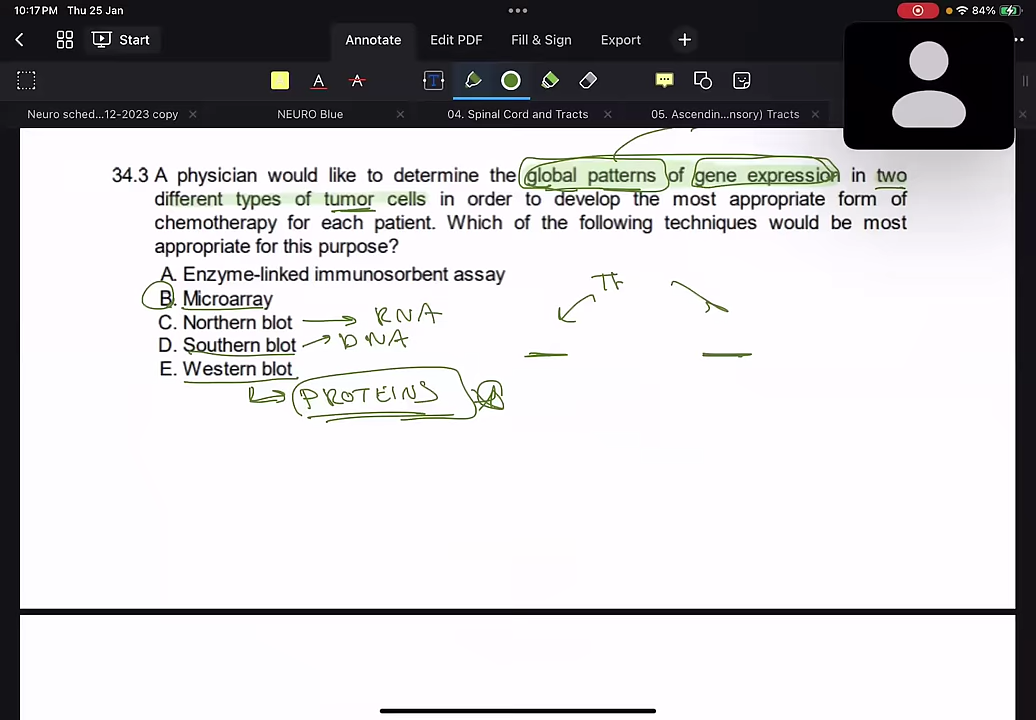 10:17PM Thu 25 Jan
84%
Start
Annotate Edit PDF Fill & Sign Export
Neuro sched....12-2023 copy
NEURO Blue
04. Spinal Cord and Tracts
05. Ascendin...nsory) Tracts
34.3 A physician would like to determine the global patterns of gene expression in two
different types of tumor cells in order to develop the most appropriate form of
chemotherapy for each patient. Which of the following techniques would be most
appropriate for this purpose?
A. Enzyme-linked immunosorbent assay
B. Microarray
C. Northern blot → RNA
D. Southern blot → DNA
E. Western blot
PROTEINS